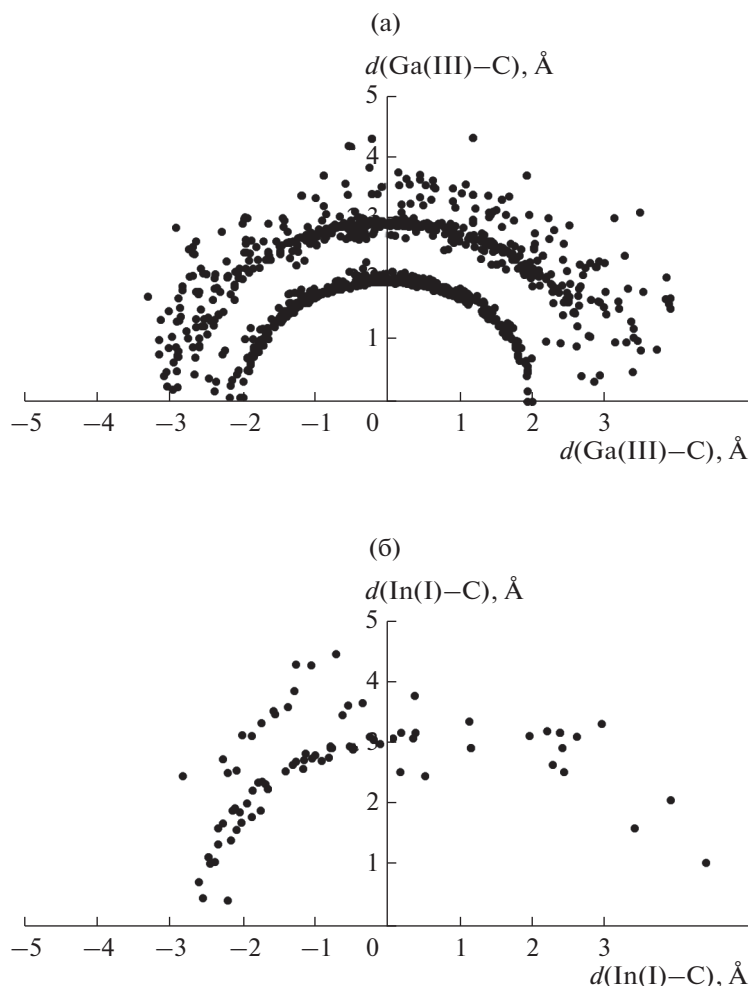 (а)
d(Ga(III)–C), Å
5
4
3
2
1
–5 –4 –3 –2 –1 0 1 2 3
d(Ga(III)–C), Å
(б)
d(In(I)–C), Å
5
4
3
2
1
–5 –4 –3 –2 –1 0 1 2 3
d(In(I)–C), Å